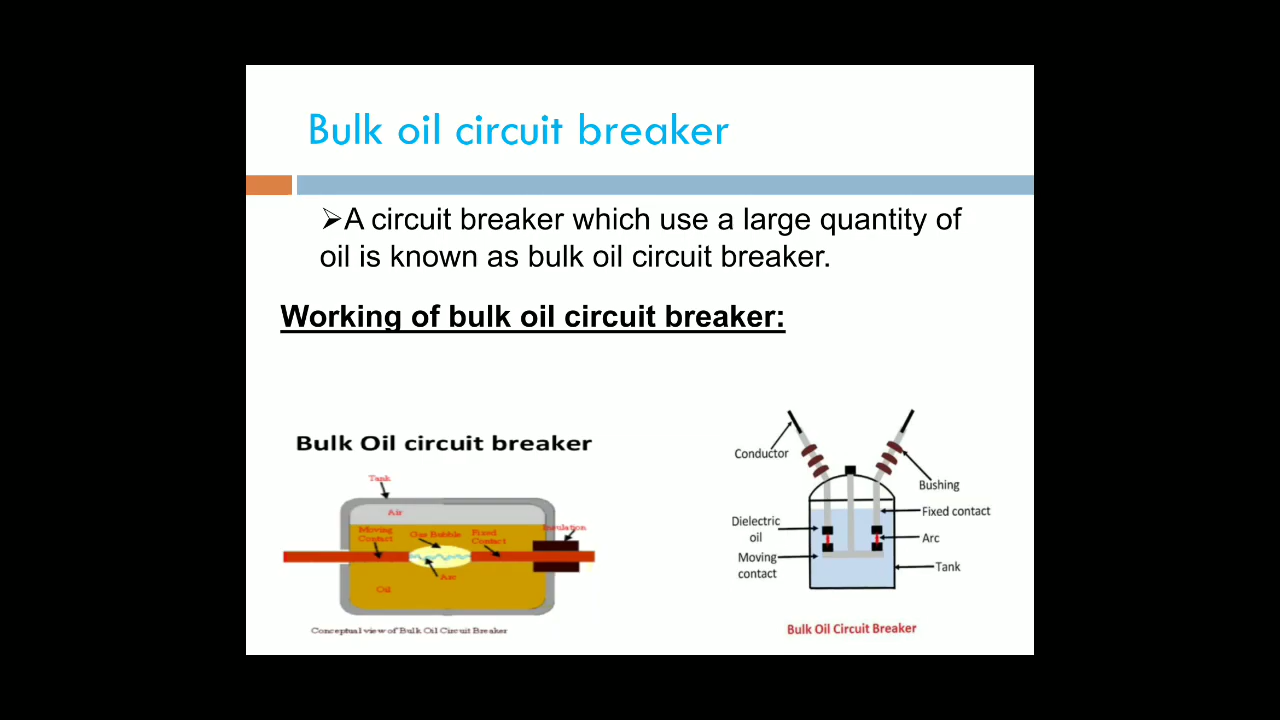 Bulk oil circuit breaker
➢A circuit breaker which use a large quantity of
oil is known as bulk oil circuit breaker.
Working of bulk oil circuit breaker:
Bulk Oil circuit breaker
Tank
Air
Moving
Contact
Gas Bubble
Fixed
Contact
Insulation
Arc
Oil
Conceptual view of Bulk Oil Circuit Breaker
Conductor
Bushing
Fixed contact
Dielectric
oil
Arc
Moving
contact
Tank
Bulk Oil Circuit Breaker